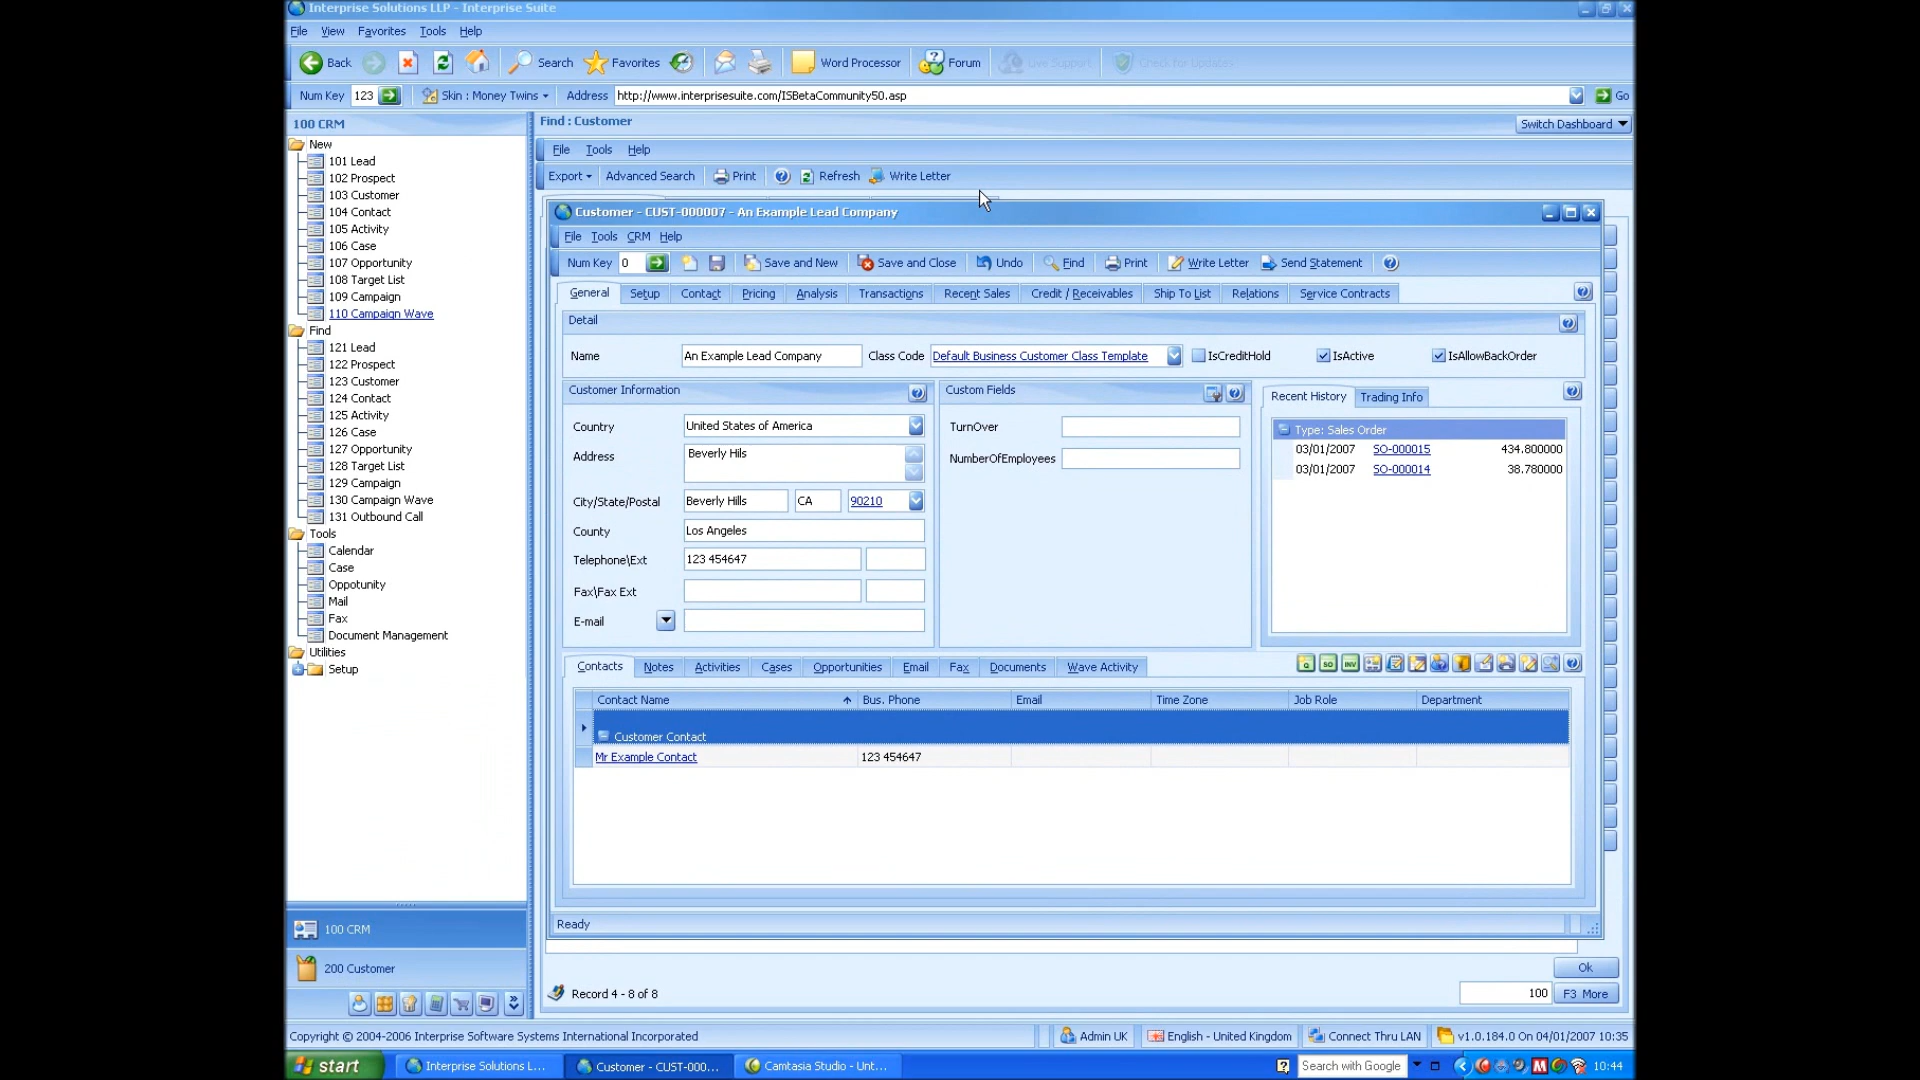 Interprise Solutions LLP - Interprise Suite
File View Favorites Tools Help
Back Search Favorites Word Processor Forum Live Support Check for Updates
Num Key 123 Skin : Money Twins Address http://www.interprisesuite.com/ISBetaCommunity50.asp Go
100 CRM
New
101 Lead
102 Prospect
103 Customer
104 Contact
105 Activity
106 Case
107 Opportunity
108 Target List
109 Campaign
110 Campaign Wave
Find
121 Lead
122 Prospect
123 Customer
124 Contact
125 Activity
126 Case
127 Opportunity
128 Target List
129 Campaign
130 Campaign Wave
131 Outbound Call
Tools
Calendar
Case
Oppotunity
Mail
Fax
Document Management
Utilities
Setup
100 CRM
200 Customer
Find : Customer Switch Dashboard
File Tools Help
Export Advanced Search Print Refresh Write Letter
Customer - CUST-000007 - An Example Lead Company
File Tools CRM Help
Num Key 0 Save and New Save and Close Undo Find Print Write Letter Send Statement
General Setup Contact Pricing Analysis Transactions Recent Sales Credit / Receivables Ship To List Relations Service Contracts
Detail
Name An Example Lead Company Class Code Default Business Customer Class Template IsCreditHold IsActive IsAllowBackOrder
Customer Information
Country United States of America
Address Beverly Hils
City/State/Postal Beverly Hills CA 90210
County Los Angeles
Telephone\Ext 123 454647
Fax\Fax Ext
E-mail
Custom Fields
TurnOver
NumberOfEmployees
Recent History Trading Info
Type: Sales Order
03/01/2007 SO-000015 434.800000
03/01/2007 SO-000014 38.780000
Contacts Notes Activities Cases Opportunities Email Fax Documents Wave Activity
Q SO INV
Contact Name Bus. Phone Email Time Zone Job Role Department
Customer Contact
Mr Example Contact 123 454647
Ready
Ok
Record 4 - 8 of 8 100 F3 More
Copyright © 2004-2006 Interprise Software Systems International Incorporated Admin UK English - United Kingdom Connect Thru LAN v1.0.184.0 On 04/01/2007 10:35
start Interprise Solutions L... Customer - CUST-000... Camtasia Studio - Unt... Search with Google 10:44